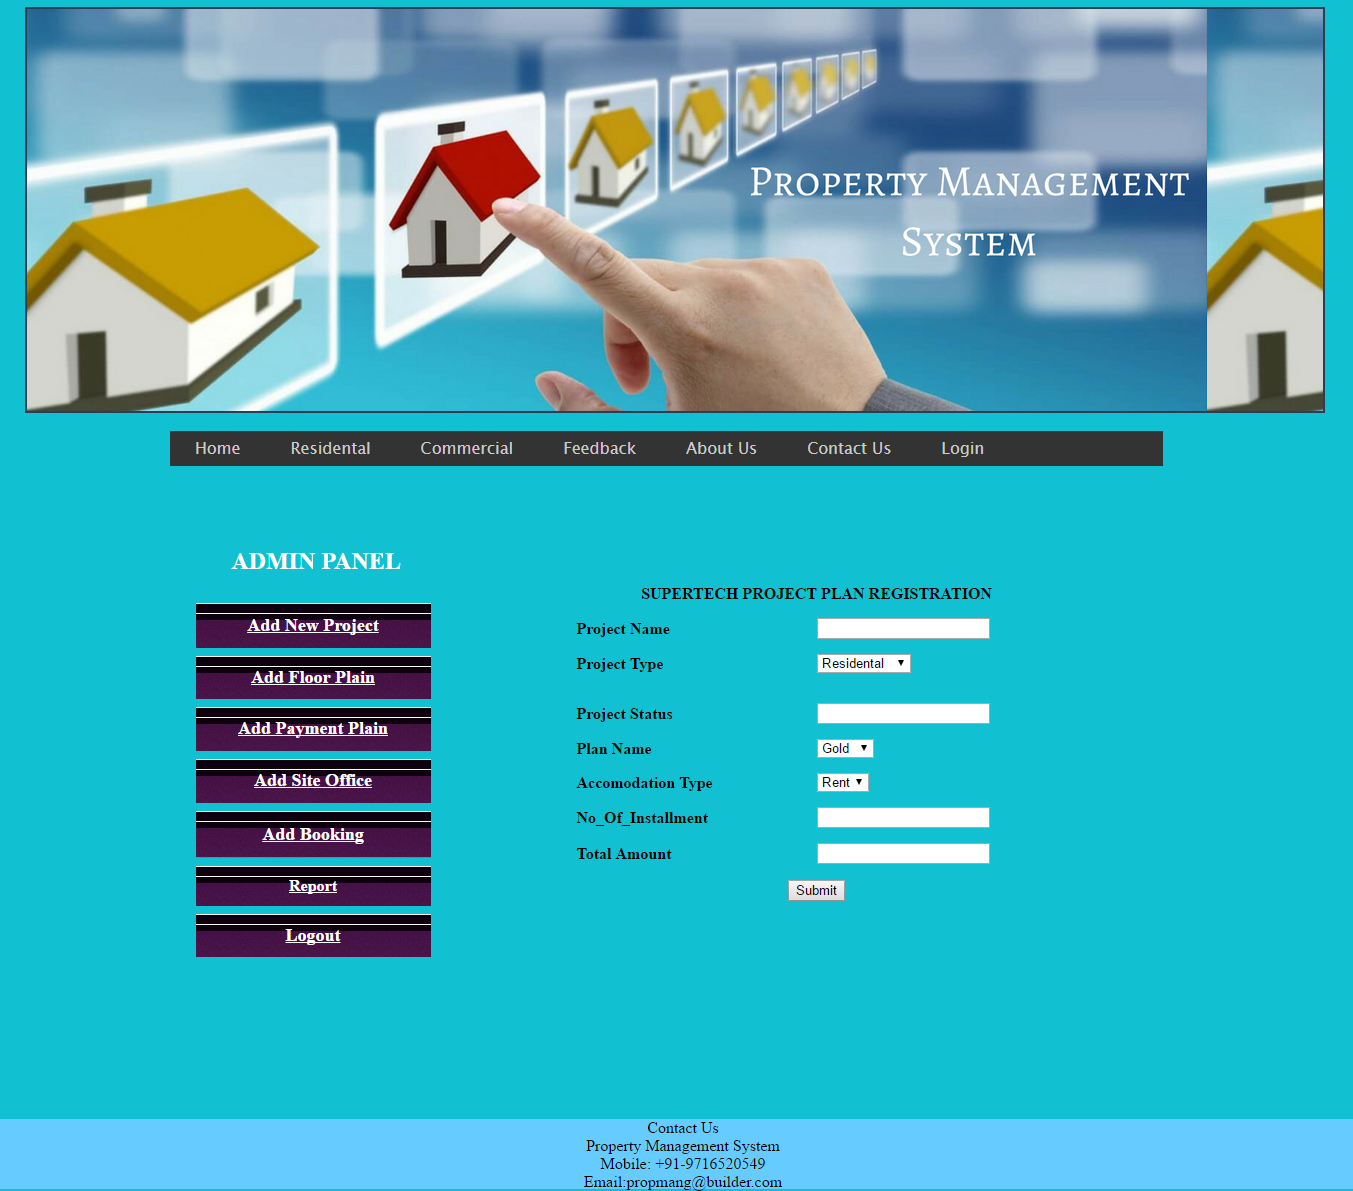 Property Management
System
Home Residental Commercial Feedback About Us Contact Us Login
ADMIN PANEL
Add New Project
Add Floor Plain
Add Payment Plain
Add Site Office
Add Booking
Report
Logout
SUPERTECH PROJECT PLAN REGISTRATION
Project Name
Project Type Residental
Project Status
Plan Name Gold
Accomodation Type Rent
No_Of_Installment
Total Amount
Submit
Contact Us
Property Management System
Mobile: +91-9716520549
Email:propmang@builder.com